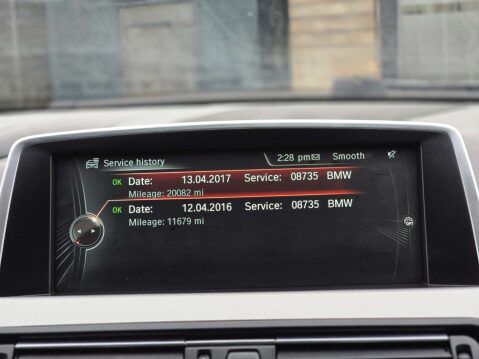 Service history 2:28 pm Smooth
OK Date: 13.04.2017 Service: 08735 BMW
Mileage: 20082 mi
OK Date: 12.04.2016 Service: 08735 BMW
Mileage: 11679 mi